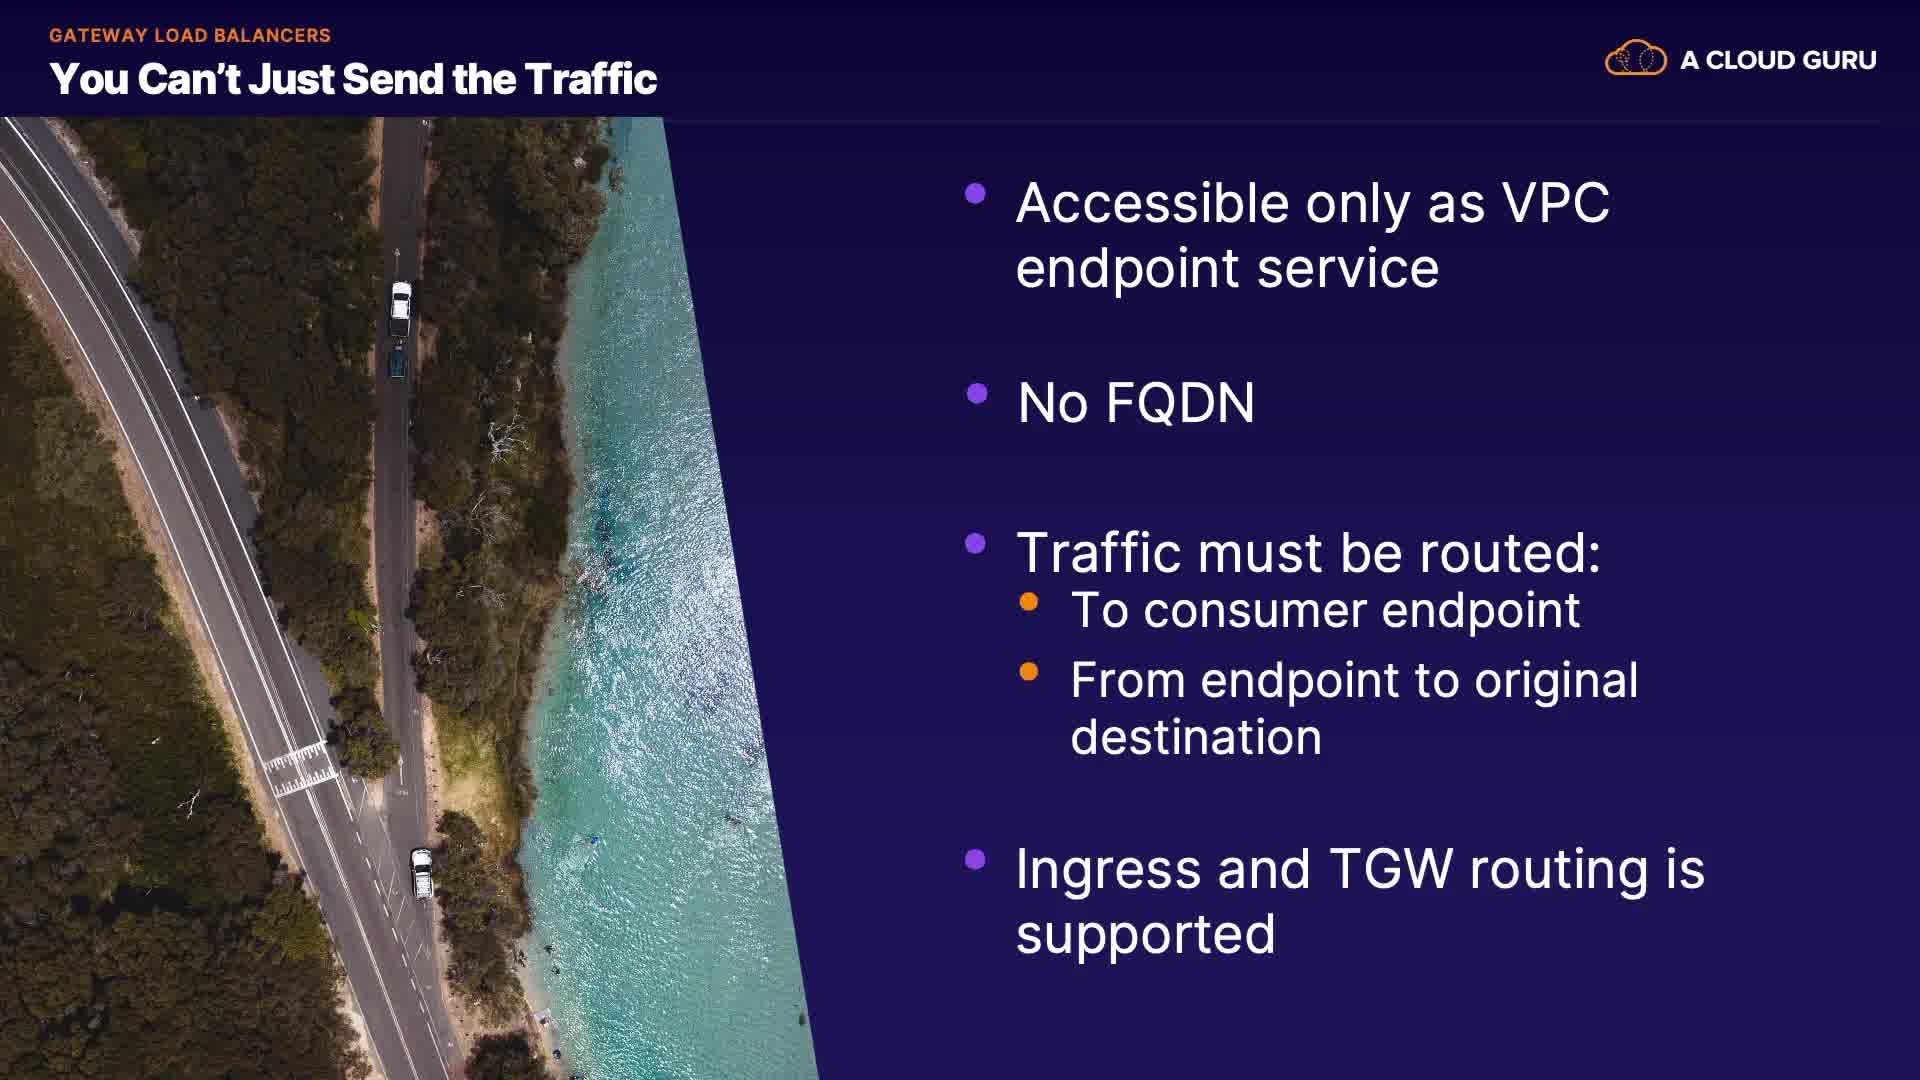 GATEWAY LOAD BALANCERS
You Can’t Just Send the Traffic
A CLOUD GURU
Accessible only as VPC
endpoint service
No FQDN
Traffic must be routed:
To consumer endpoint
From endpoint to original
destination
Ingress and TGW routing is
supported